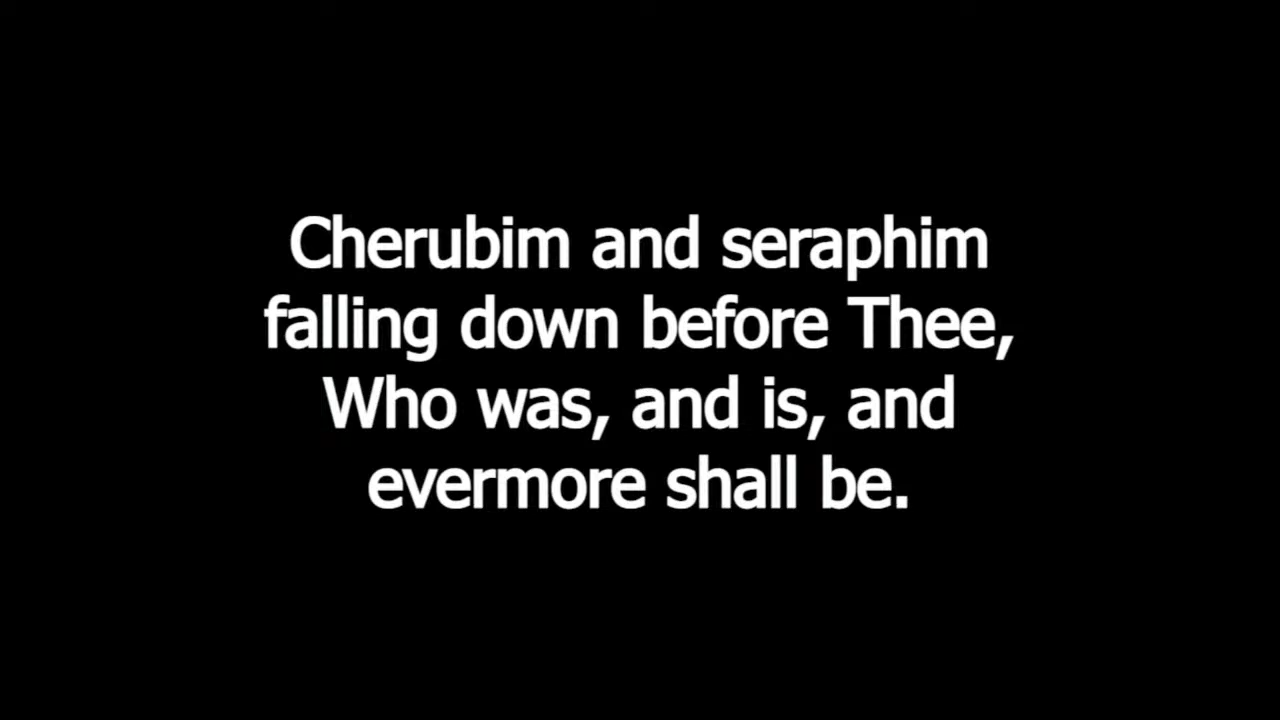 Cherubim and seraphim
falling down before Thee,
Who was, and is, and
evermore shall be.